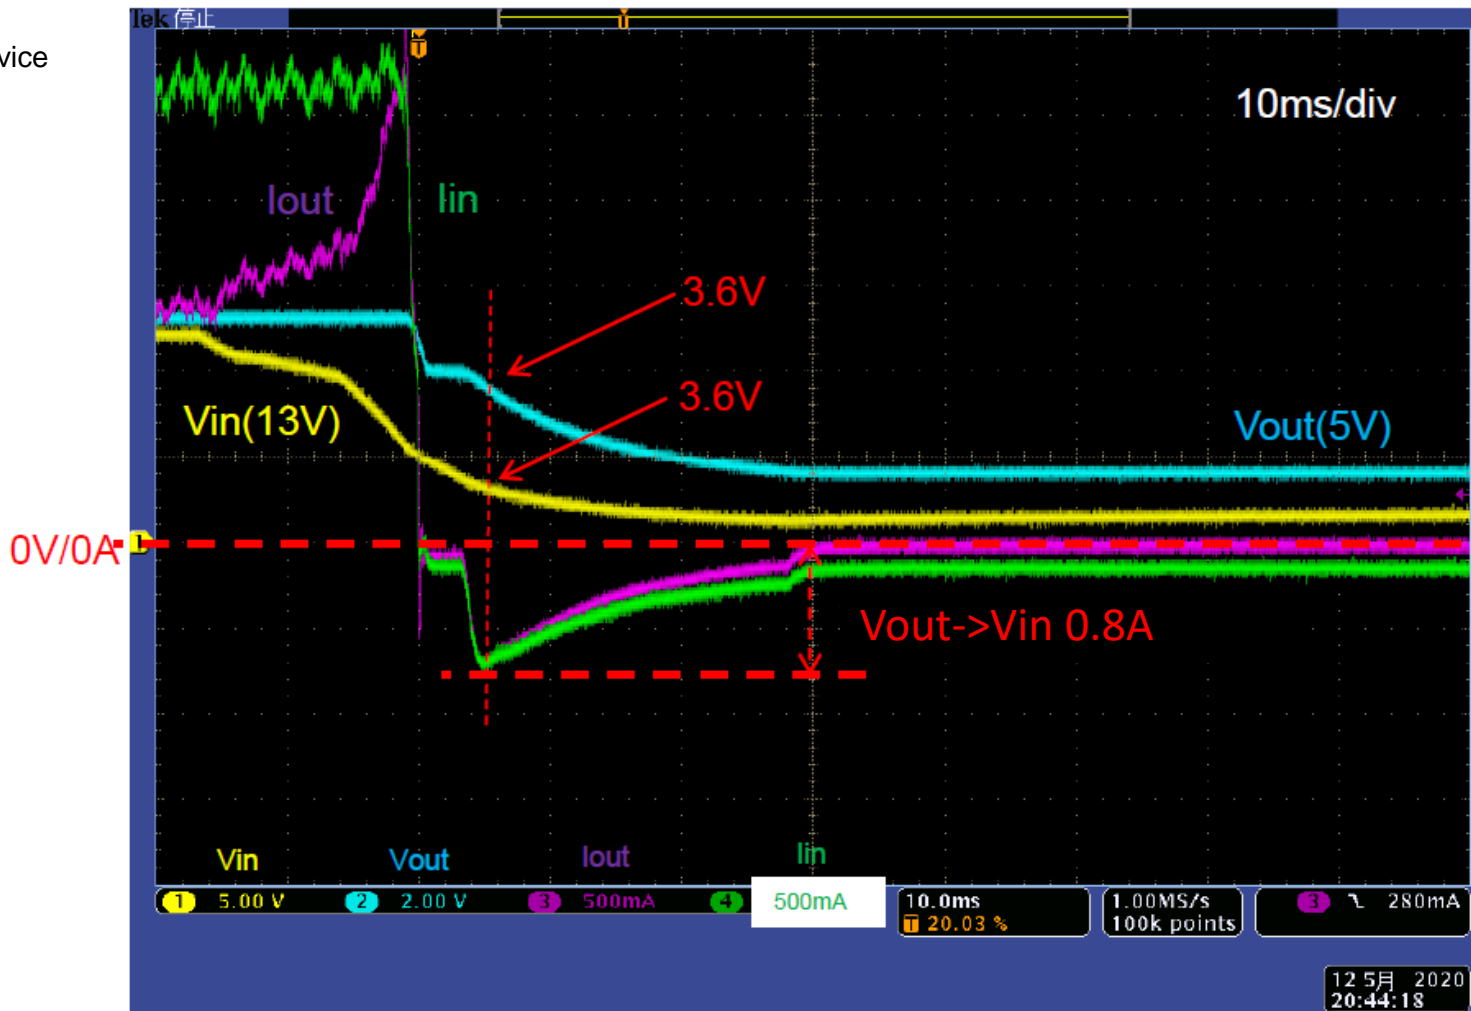 Tek 停止
vice
T
T
10ms/div
Iout
Iin
3.6V
3.6V
Vin(13V)
Vout(5V)
0V/0A
1
Vout->Vin 0.8A
Vin
Vout
Iout
Iin
1 5.00 V 2 2.00 V 3 500mA 4 500mA
10.0ms
T 20.03 %
1.00MS/s
100k points
3 280mA
12 5月 2020
20:44:18